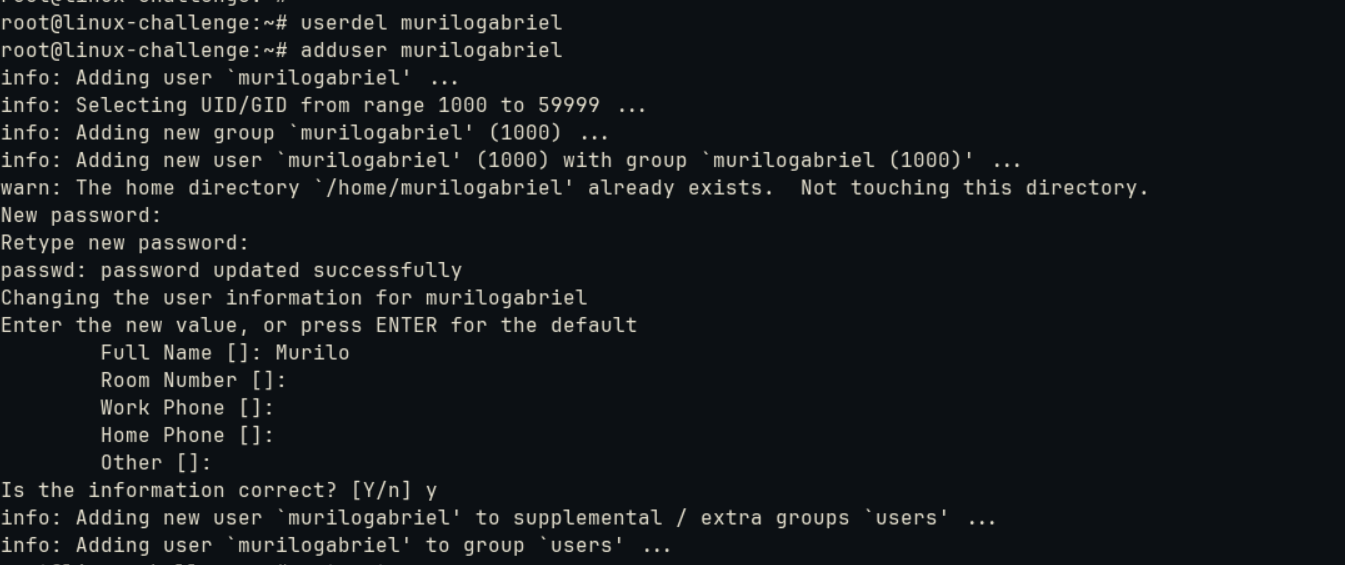 root@linux-challenge:~# userdel murilogabriel
root@linux-challenge:~# adduser murilogabriel
info: Adding user `murilogabriel' ...
info: Selecting UID/GID from range 1000 to 59999 ...
info: Adding new group `murilogabriel' (1000) ...
info: Adding new user `murilogabriel' (1000) with group `murilogabriel (1000)' ...
warn: The home directory `/home/murilogabriel' already exists.  Not touching this directory.
New password:
Retype new password:
passwd: password updated successfully
Changing the user information for murilogabriel
Enter the new value, or press ENTER for the default
        Full Name []: Murilo
        Room Number []:
        Work Phone []:
        Home Phone []:
        Other []:
Is the information correct? [Y/n] y
info: Adding new user `murilogabriel' to supplemental / extra groups `users' ...
info: Adding user `murilogabriel' to group `users' ...